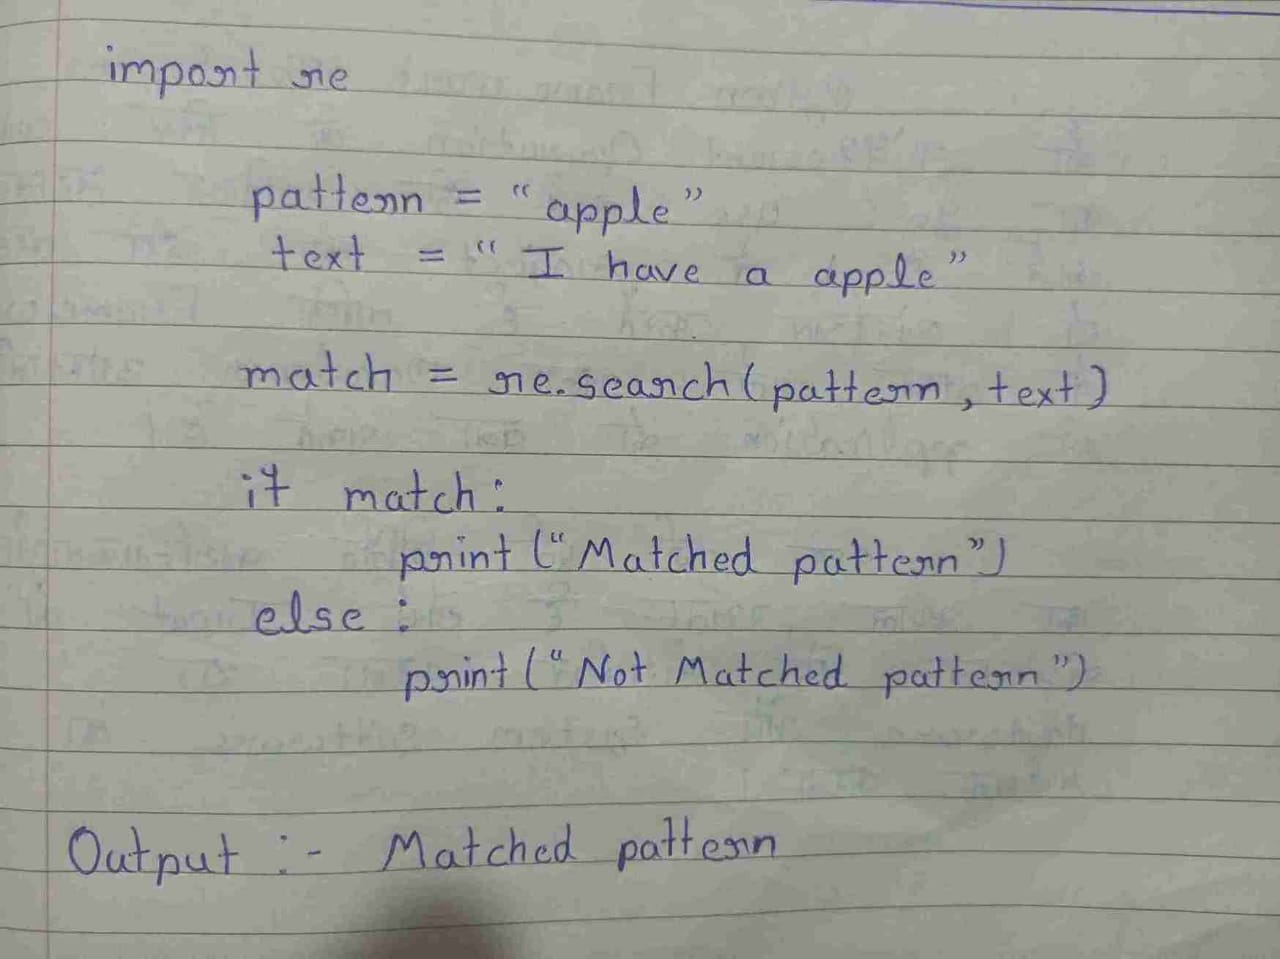 import re
pattern = “apple”
text = “I have a apple”
match = re.search(pattern, text)
if match:
print (“Matched pattern”)
else :
print (“Not Matched pattern”)
Output :- Matched pattern